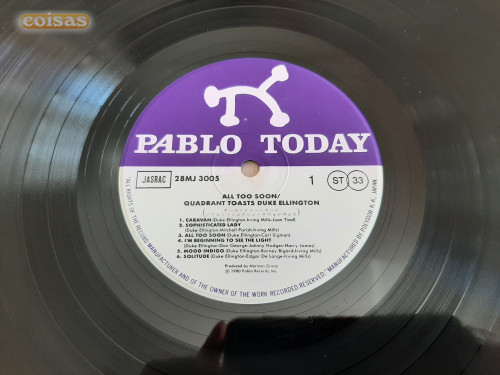 coisas
PABLO TODAY
JASRAC
28MJ 3005
ALL TOO SOON/
QUADRANT TOASTS DUKE ELLINGTON
1
ST 33
1. CARAVAN (Duke Ellington-Irving Mills-Juan Tizol)
2. SOPHISTICATED LADY
(Duke Ellington-Mitchell Parish-Irving Mills)
3. ALL TOO SOON (Duke Ellington-Carl Sigman)
4. I'M BEGINNING TO SEE THE LIGHT
(Duke Ellington-Don George-Johnny Hodges-Harry James)
5. MOOD INDIGO (Duke Ellington-Barney Bigard-Irving Mills)
6. SOLITUDE (Duke Ellington-Edgar De Lange-Irving Mills)
Produced by Norman Granz
© 1980 Pablo Records, Inc.
ALL RIGHTS OF THE RECORD MANUFACTURER AND OF THE OWNER OF THE WORK RECORDED RESERVED. MANUFACTURED BY POLYDOR K.K. JAPAN